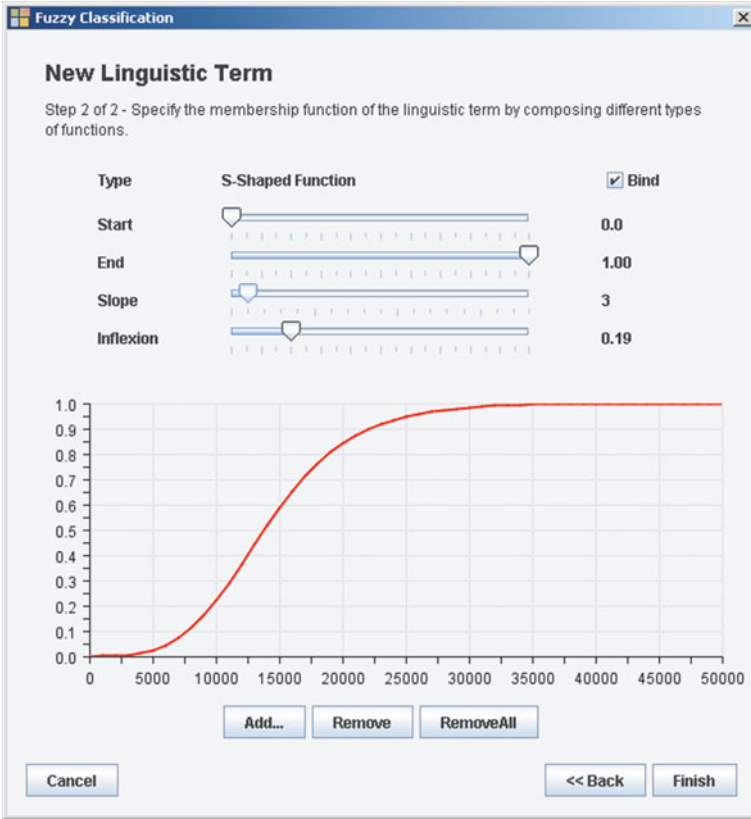 Fuzzy Classification
New Linguistic Term
Step 2 of 2 - Specify the membership function of the linguistic term by composing different types
of functions.
Type S-Shaped Function Bind
Start 0.0
End 1.00
Slope 3
Inflexion 0.19
1.0
0.9
0.8
0.7
0.6
0.5
0.4
0.3
0.2
0.1
0.0
0 5000 10000 15000 20000 25000 30000 35000 40000 45000 50000
Add... Remove RemoveAll
Cancel << Back Finish